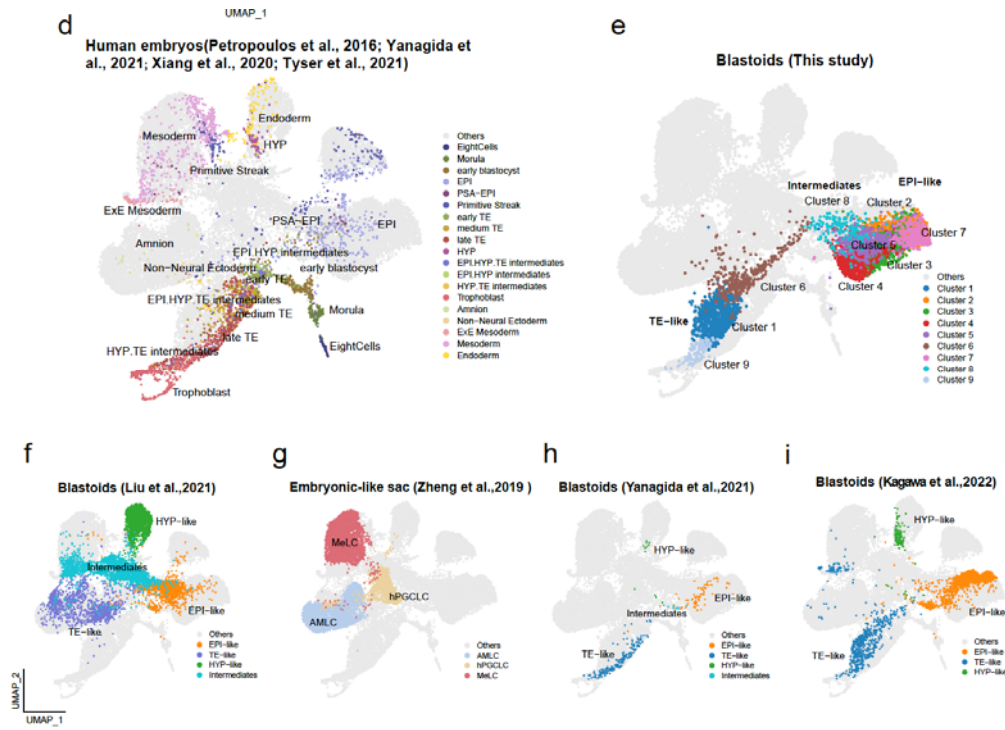 UMAP_1
d
Human embryos(Petropoulos et al., 2016; Yanagida et
al., 2021; Xiang et al., 2020; Tyser et al., 2021)
Mesoderm
Endoderm
HYP
Primitive Streak
ExE Mesoderm
PSA-EPI
EPI
Amnion
EPI.HYP intermediates
Non-Neural Ectoderm
early blastocyst
early TE
EPI.HYP.TE intermediates
medium TE
Morula
late TE
HYP.TE intermediates
EightCells
Trophoblast
Others
EightCells
Morula
early blastocyst
EPI
PSA-EPI
Primitive Streak
early TE
medium TE
late TE
HYP
EPI.HYP.TE intermediates
EPI.HYP intermediates
HYP.TE intermediates
Trophoblast
Amnion
Non-Neural Ectoderm
ExE Mesoderm
Mesoderm
Endoderm
e
Blastoids (This study)
EPI-like
Intermediates
Cluster 8
Cluster 2
Cluster 7
Cluster 5
Cluster 3
Cluster 6
Cluster 4
TE-like
Cluster 1
Cluster 9
Others
Cluster 1
Cluster 2
Cluster 3
Cluster 4
Cluster 5
Cluster 6
Cluster 7
Cluster 8
Cluster 9
f
Blastoids (Liu et al.,2021)
HYP-like
Intermediates
EPI-like
TE-like
Others
EPI-like
TE-like
HYP-like
Intermediates
UMAP_2
UMAP_1
g
Embryonic-like sac (Zheng et al.,2019 )
MeLC
hPGCLC
AMLC
Others
AMLC
hPGCLC
MeLC
h
Blastoids (Yanagida et al.,2021)
HYP-like
EPI-like
Intermediates
TE-like
Others
EPI-like
TE-like
HYP-like
Intermediates
i
Blastoids (Kagawa et al.,2022)
HYP-like
EPI-like
TE-like
Others
EPI-like
TE-like
HYP-like